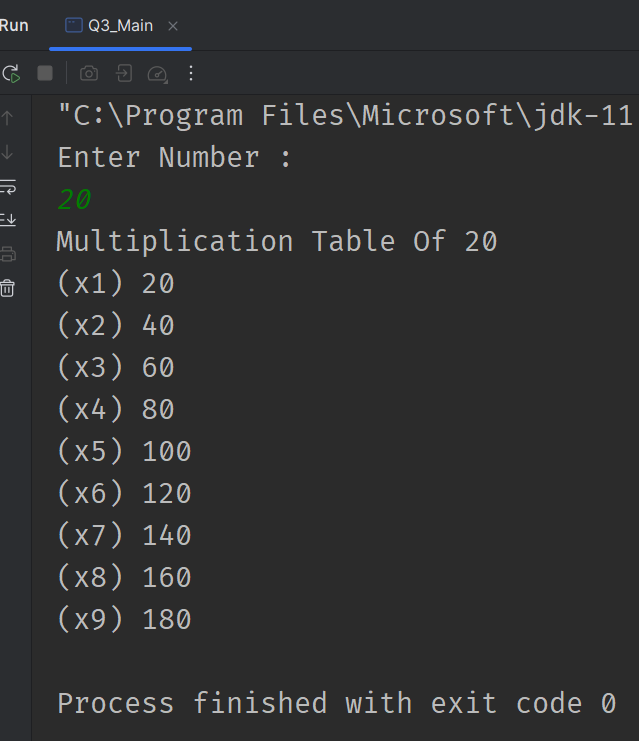 Run
Q3_Main
"C:\Program Files\Microsoft\jdk-11
Enter Number :
20
Multiplication Table Of 20
(x1) 20
(x2) 40
(x3) 60
(x4) 80
(x5) 100
(x6) 120
(x7) 140
(x8) 160
(x9) 180
Process finished with exit code 0